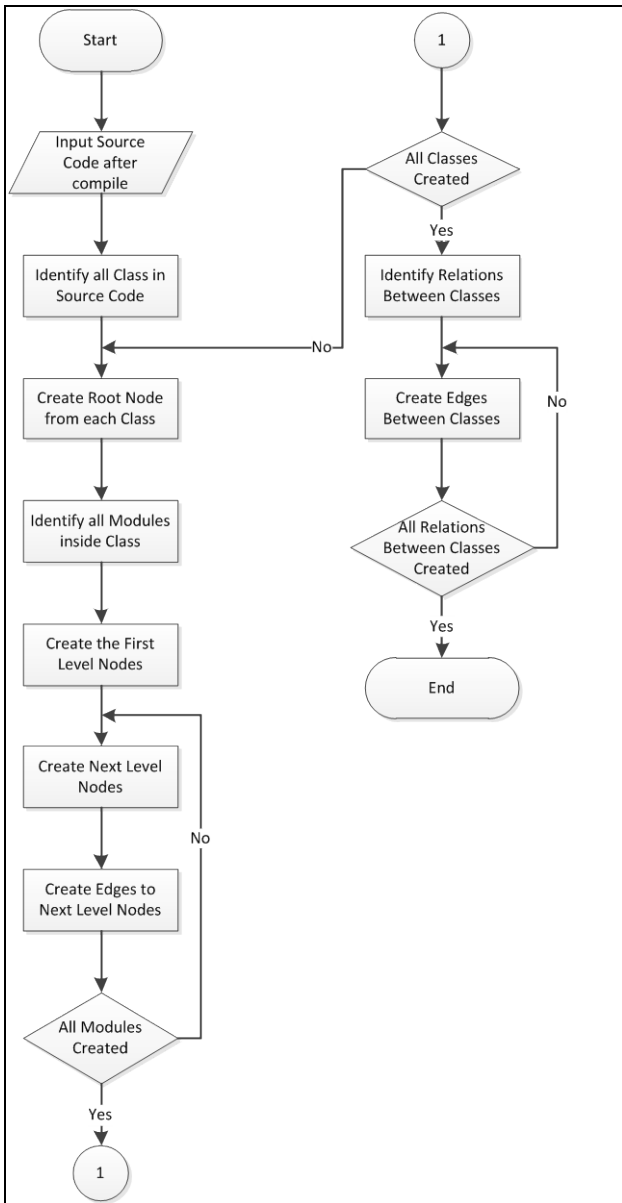 Start
Input Source
Code after
compile
Identify all Class in
Source Code
Create Root Node
from each Class
Identify all Modules
inside Class
Create the First
Level Nodes
Create Next Level
Nodes
Create Edges to
Next Level Nodes
No
All Modules
Created
Yes
1
1
All Classes
Created
No
Yes
Identify Relations
Between Classes
Create Edges
Between Classes
No
All Relations
Between Classes
Created
Yes
End